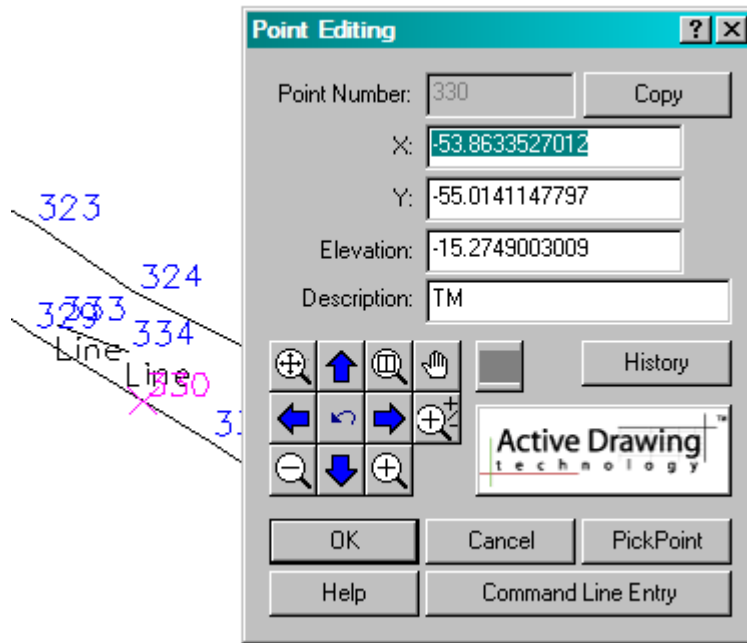 Point Editing
Point Number: 330 Copy
X: -53.8633527012
Y: -55.0141147797
Elevation: -15.2749003009
Description: TM
History
Active Drawing™
technology
OK Cancel PickPoint
Help Command Line Entry
323
324
329 333
334
Line
Line
330